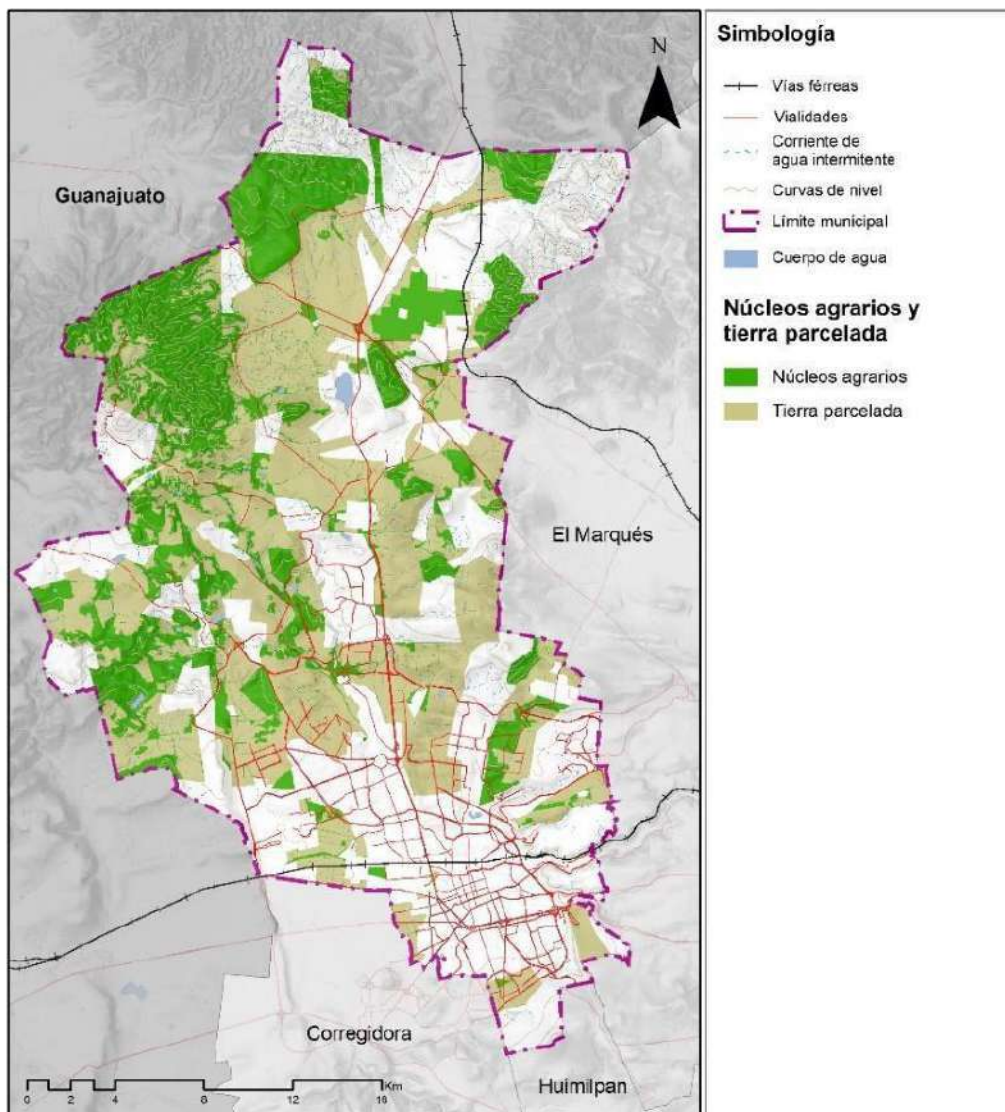 N
Guanajuato
El Marqués
Corregidora
Huimilpan
0 2 4 8 12 16 Km
Simbología
Vías férreas
Vialidades
Corriente de
agua intermitente
Curvas de nivel
Límite municipal
Cuerpo de agua
Núcleos agrarios y
tierra parcelada
Núcleos agrarios
Tierra parcelada